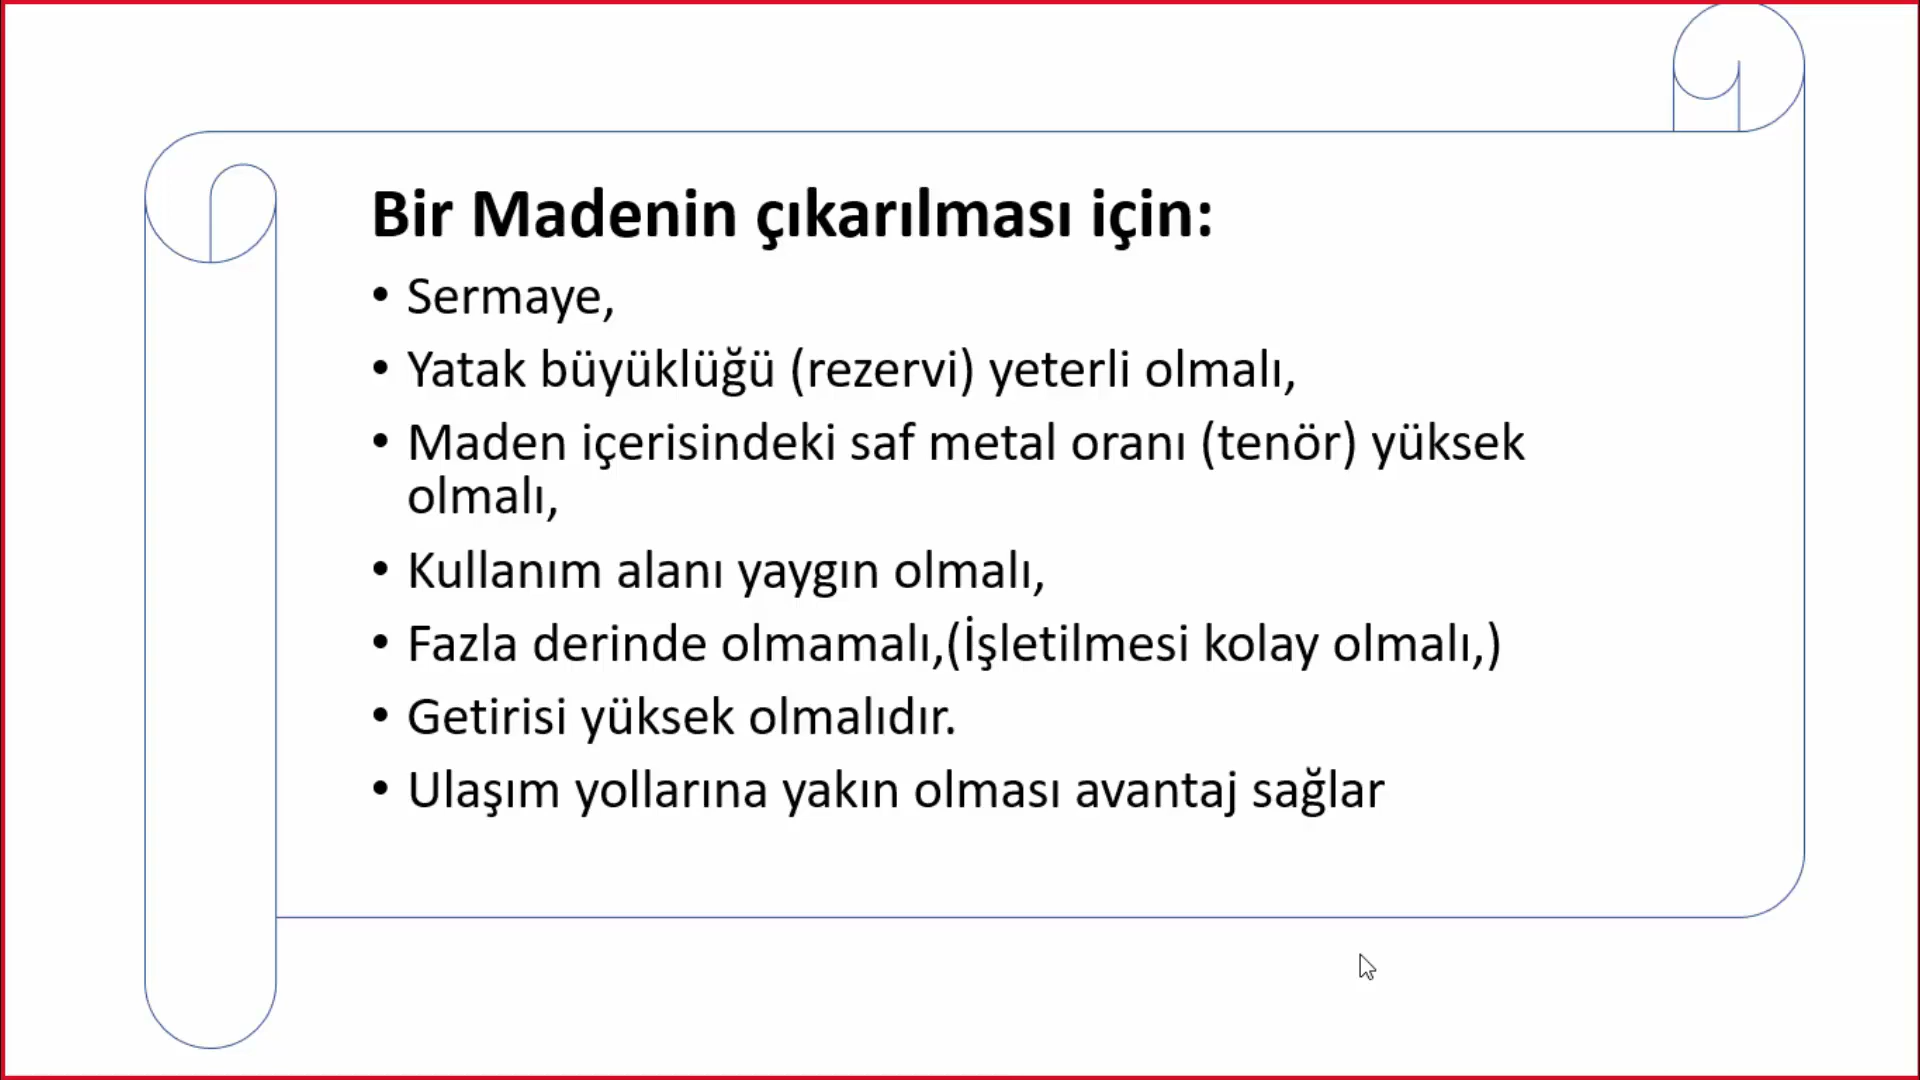 Bir Madenin çıkarılması için:
• Sermaye,
• Yatak büyüklüğü (rezervi) yeterli olmalı,
• Maden içerisindeki saf metal oranı (tenör) yüksek
olmalı,
• Kullanım alanı yaygın olmalı,
• Fazla derinde olmamalı,(İşletilmesi kolay olmalı,)
• Getirisi yüksek olmalıdır.
• Ulaşım yollarına yakın olması avantaj sağlar